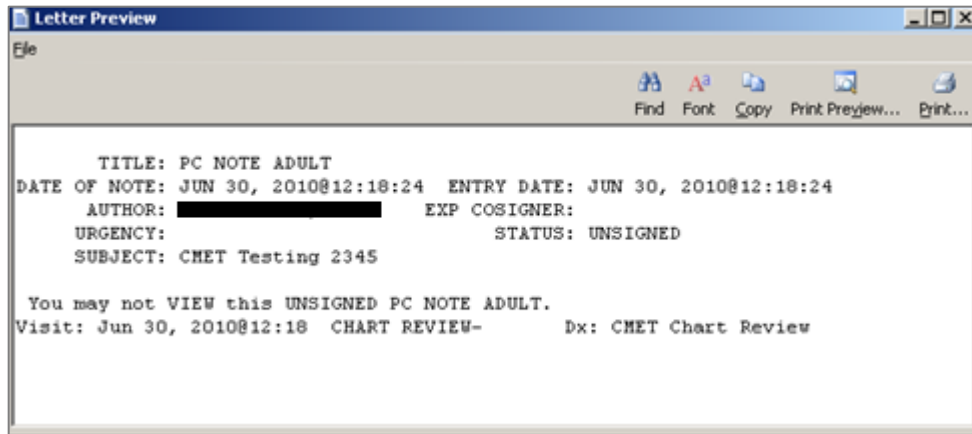 Letter Preview
File
Find Font Copy Print Preview... Print...
TITLE: PC NOTE ADULT
DATE OF NOTE: JUN 30, 2010@12:18:24 ENTRY DATE: JUN 30, 2010@12:18:24
AUTHOR: EXP COSIGNER:
URGENCY: STATUS: UNSIGNED
SUBJECT: CMET Testing 2345
You may not VIEW this UNSIGNED PC NOTE ADULT.
Visit: Jun 30, 2010@12:18 CHART REVIEW- Dx: CMET Chart Review